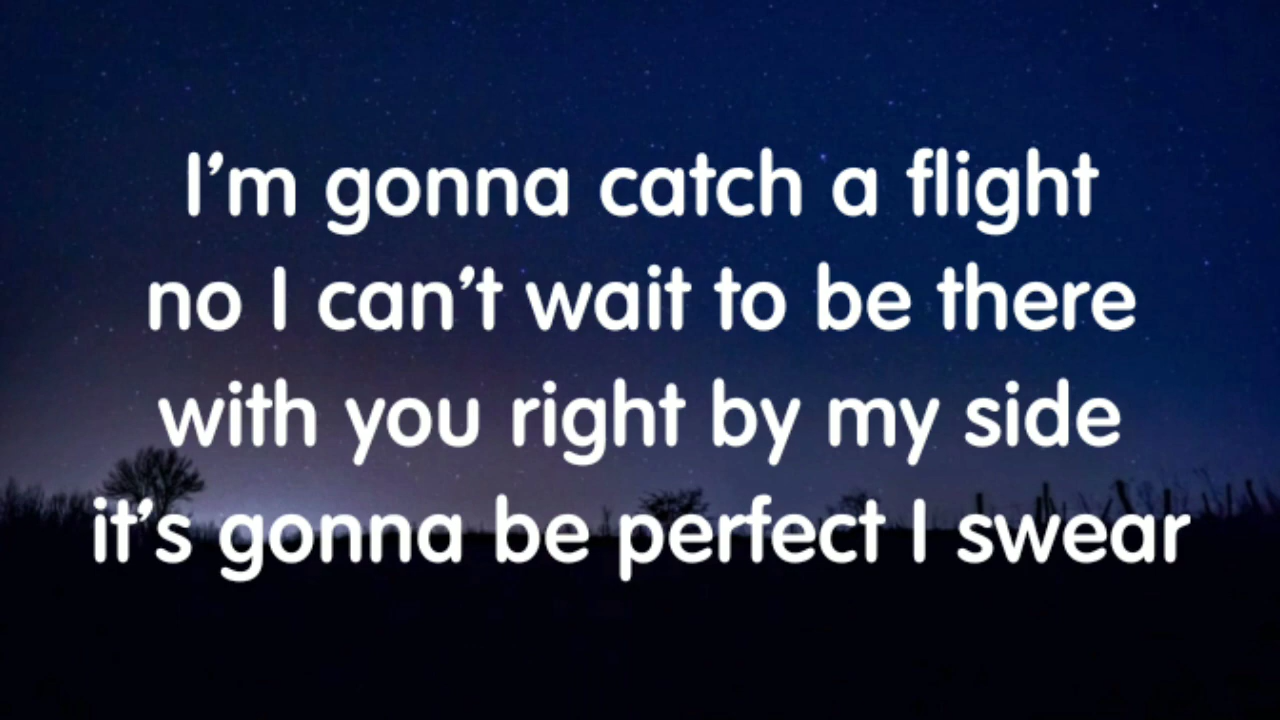 I'm gonna catch a flight
no I can't wait to be there
with you right by my side
it's gonna be perfect I swear